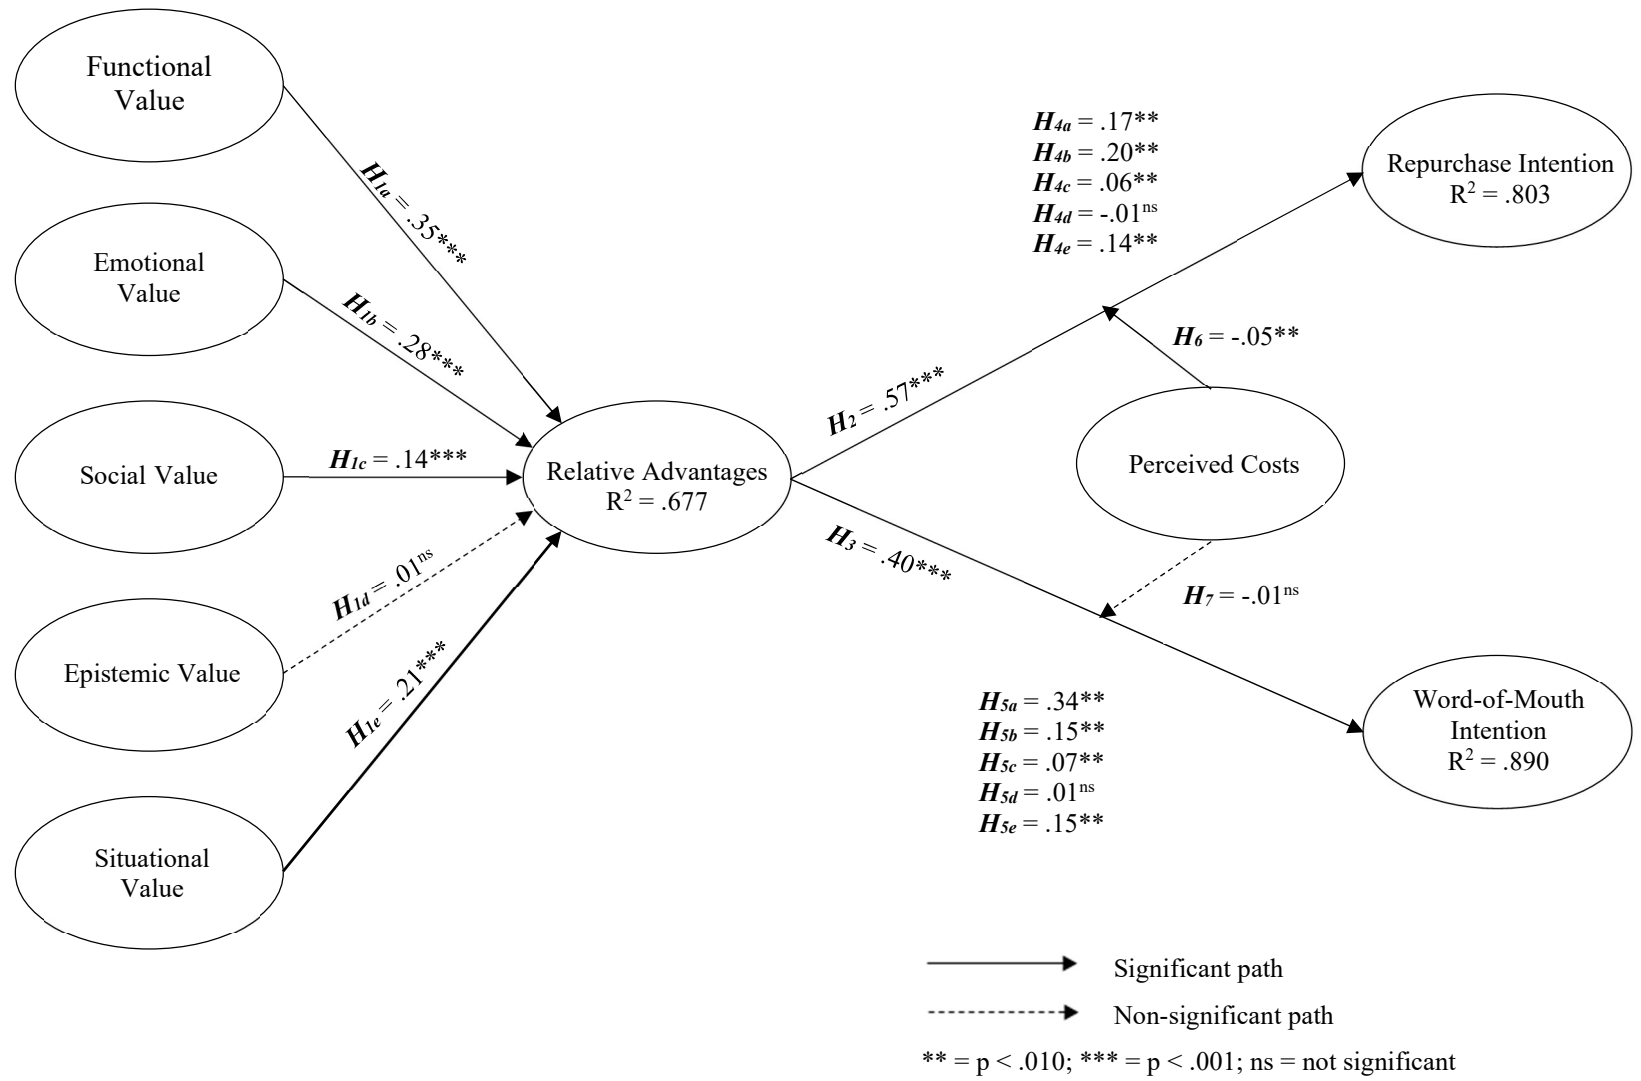 Functional
Value
H1a = .35***
Emotional
Value
H1b = .28***
Social Value
H1c = .14***
Epistemic Value
H1d = .01ns
Situational
Value
H1e = .21***
Relative Advantages
R2 = .677
H2 = .57***
H3 = .40***
H4a = .17**
H4b = .20**
H4c = .06**
H4d = -.01ns
H4e = .14**
Repurchase Intention
R2 = .803
H6 = -.05**
Perceived Costs
H7 = -.01ns
H5a = .34**
H5b = .15**
H5c = .07**
H5d = .01ns
H5e = .15**
Word-of-Mouth
Intention
R2 = .890
Significant path
Non-significant path
** = p < .010; *** = p < .001; ns = not significant